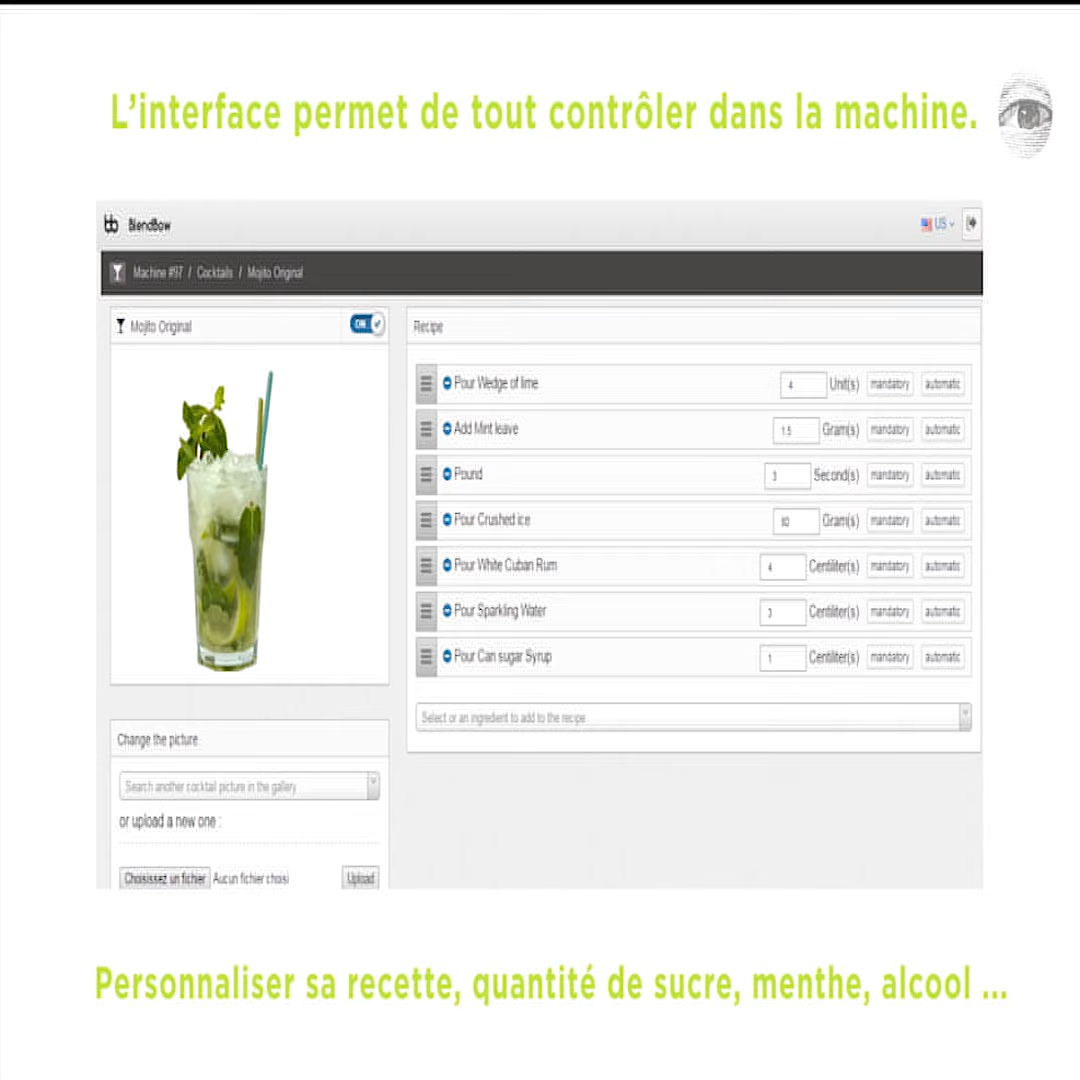 L'interface permet de tout contrôler dans la machine.
bb BlendBow
US
Machine #97 / Cocktails / Mojito Original
Mojito Original
ON
Recipe
Pour Wedge of lime 4 Unit(s) mandatory automatic
Add Mint leave 1.5 Gram(s) mandatory automatic
Pound 3 Second(s) mandatory automatic
Pour Crushed ice 80 Gram(s) mandatory automatic
Pour White Cuban Rum 4 Centiliter(s) mandatory automatic
Pour Sparkling Water 3 Centiliter(s) mandatory automatic
Pour Can sugar Syrup 1 Centiliter(s) mandatory automatic
Select or an ingredient to add to the recipe
Change the picture
Search another cocktail picture in the gallery
or upload a new one :
Choisissez un fichier Aucun fichier choisi Upload
Personnaliser sa recette, quantité de sucre, menthe, alcool ...